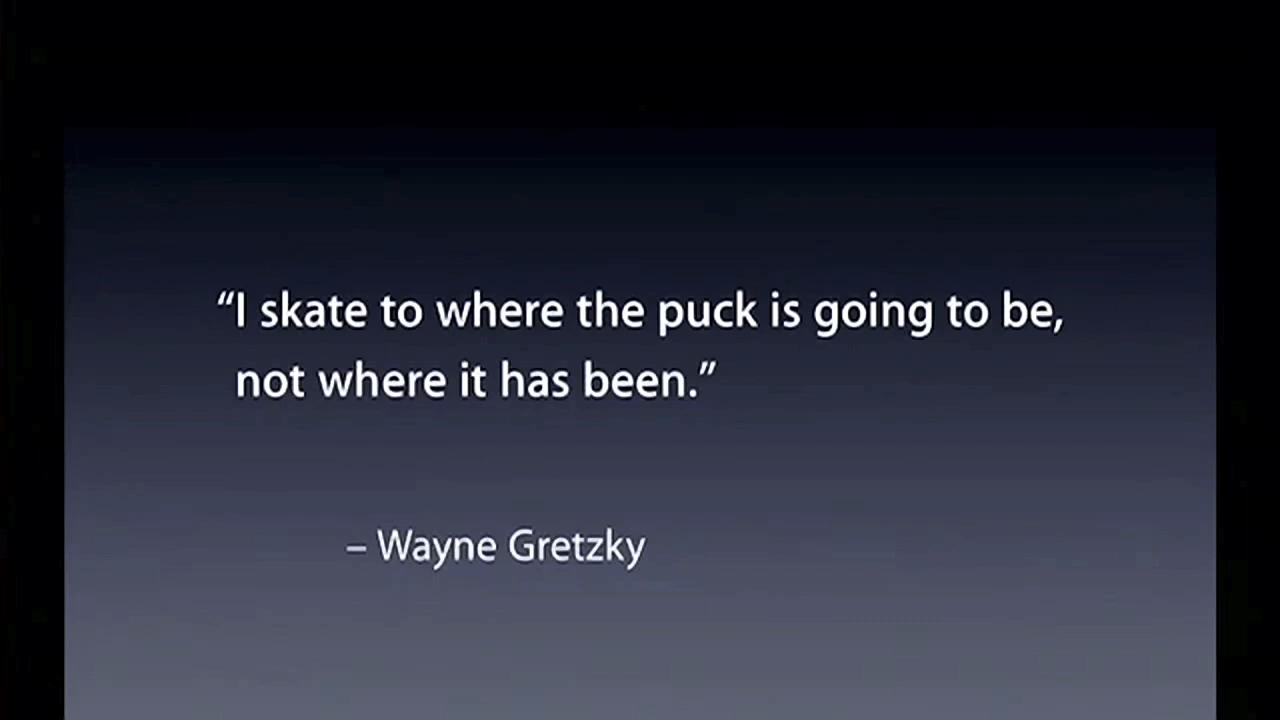 “I skate to where the puck is going to be,
not where it has been.”
– Wayne Gretzky